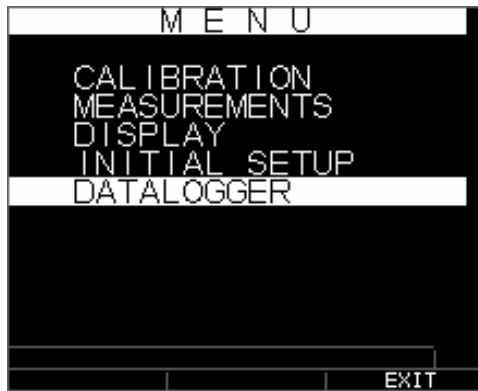 MENU
CALIBRATION
MEASUREMENTS
DISPLAY
INITIAL SETUP
DATALOGGER
EXIT